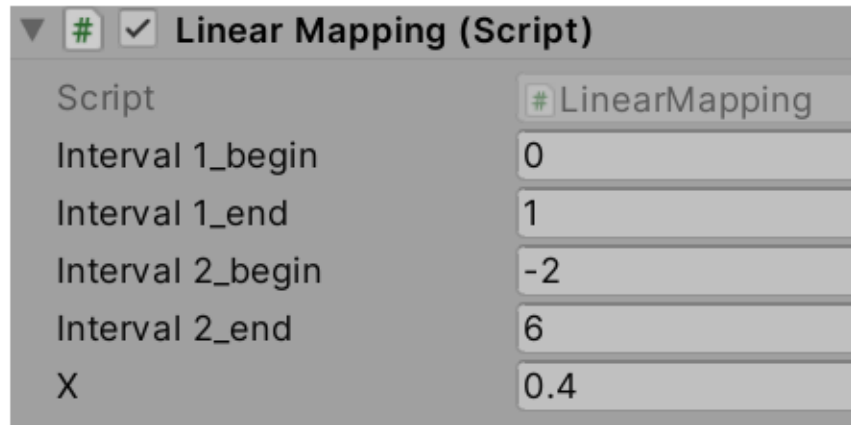 # Linear Mapping (Script)
Script # LinearMapping
Interval 1_begin 0
Interval 1_end 1
Interval 2_begin -2
Interval 2_end 6
X 0.4